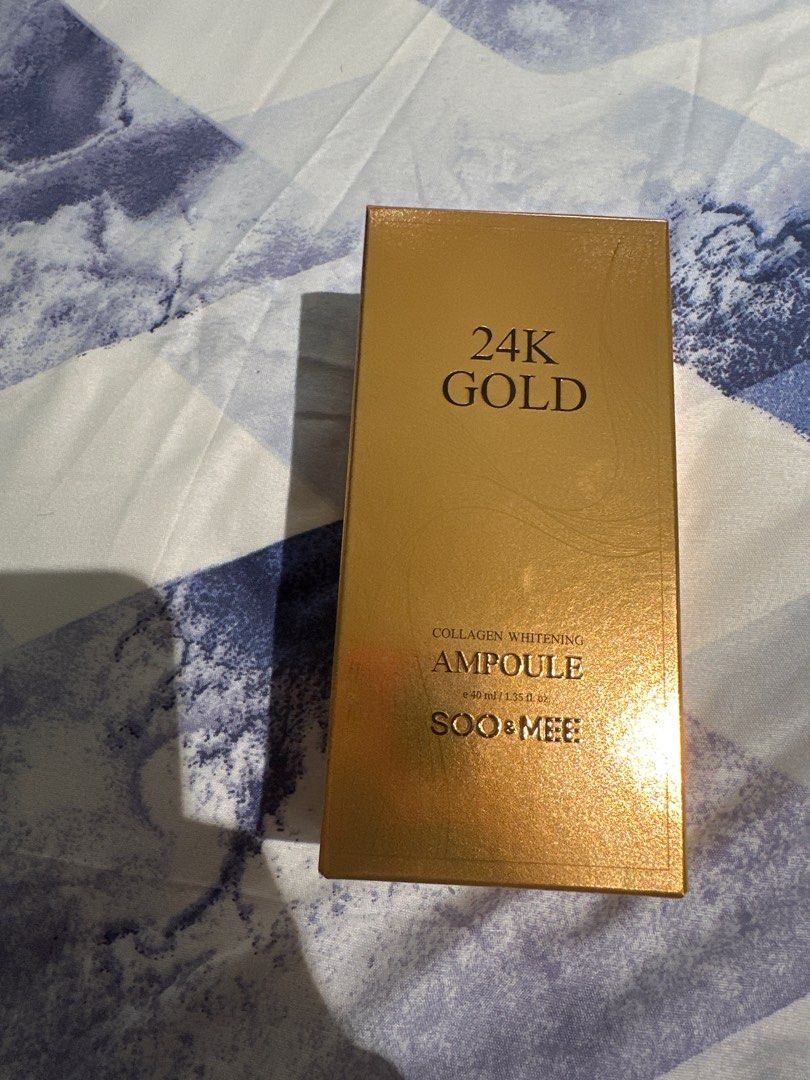 24K
GOLD
COLLAGEN WHITENING
AMPOULE
e 40 ml / 1.35 fl. oz.
SOO&MEE